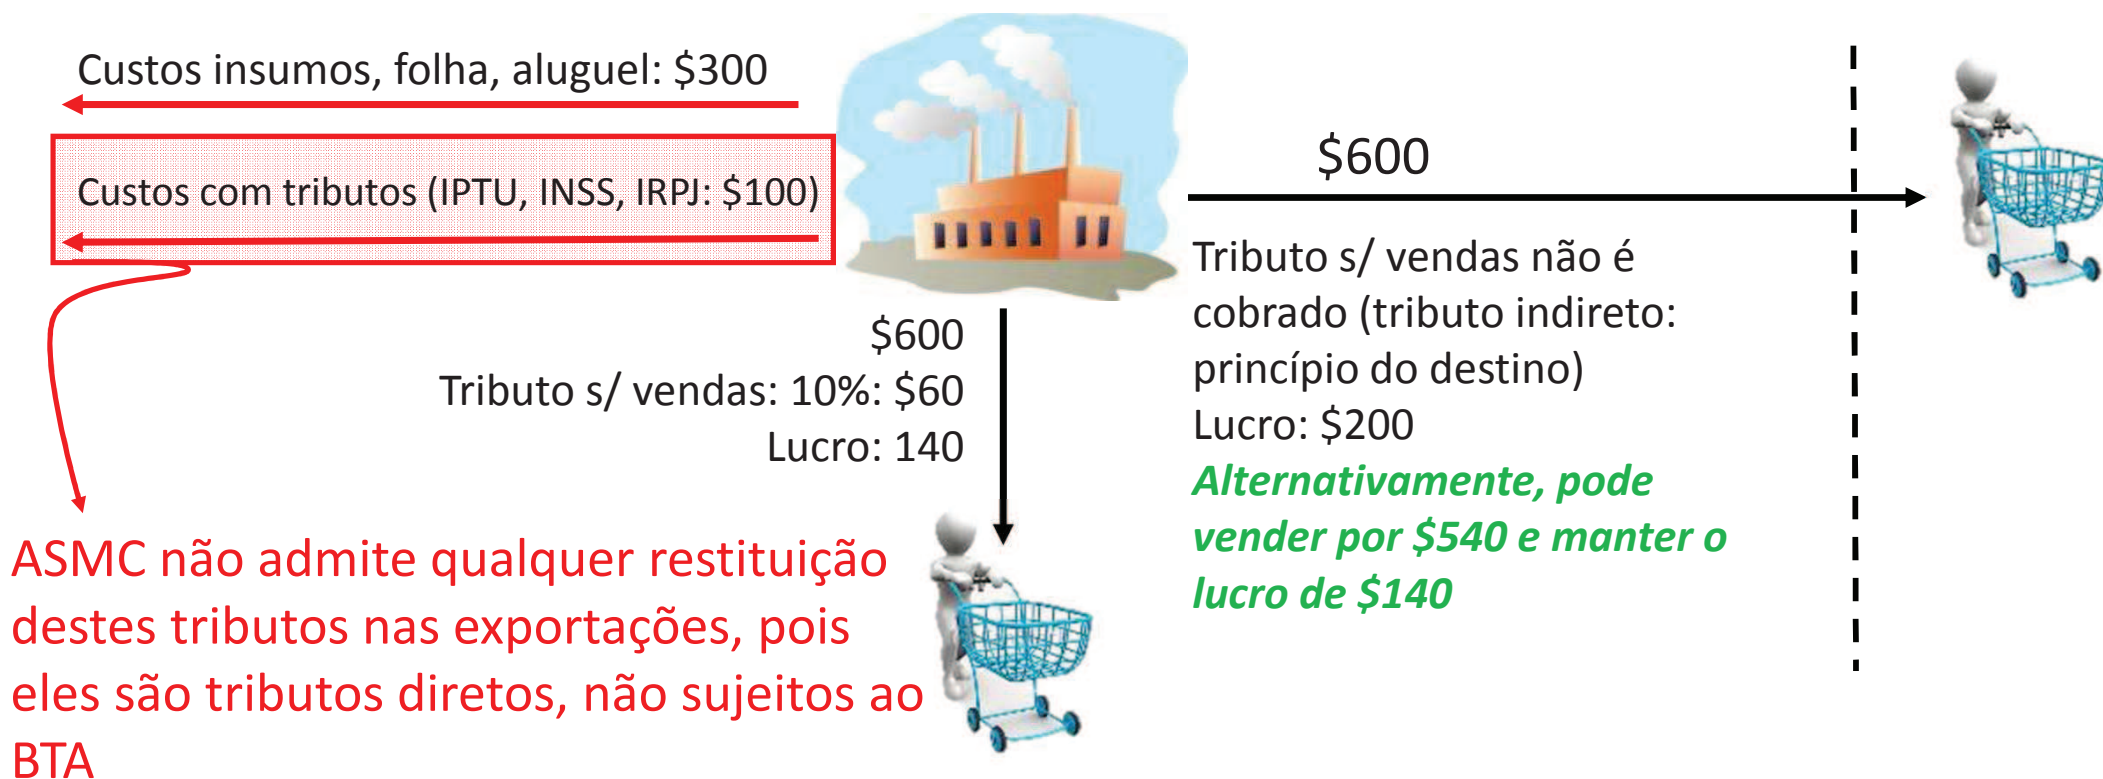 Custos insumos, folha, aluguel: $300
Custos com tributos (IPTU, INSS, IRPJ: $100)
$600
Tributo s/ vendas: 10%: $60
Lucro: 140
ASMC não admite qualquer restituição
destes tributos nas exportações, pois
eles são tributos diretos, não sujeitos ao
BTA
$600
Tributo s/ vendas não é
cobrado (tributo indireto:
princípio do destino)
Lucro: $200
Alternativamente, pode
vender por $540 e manter o
lucro de $140